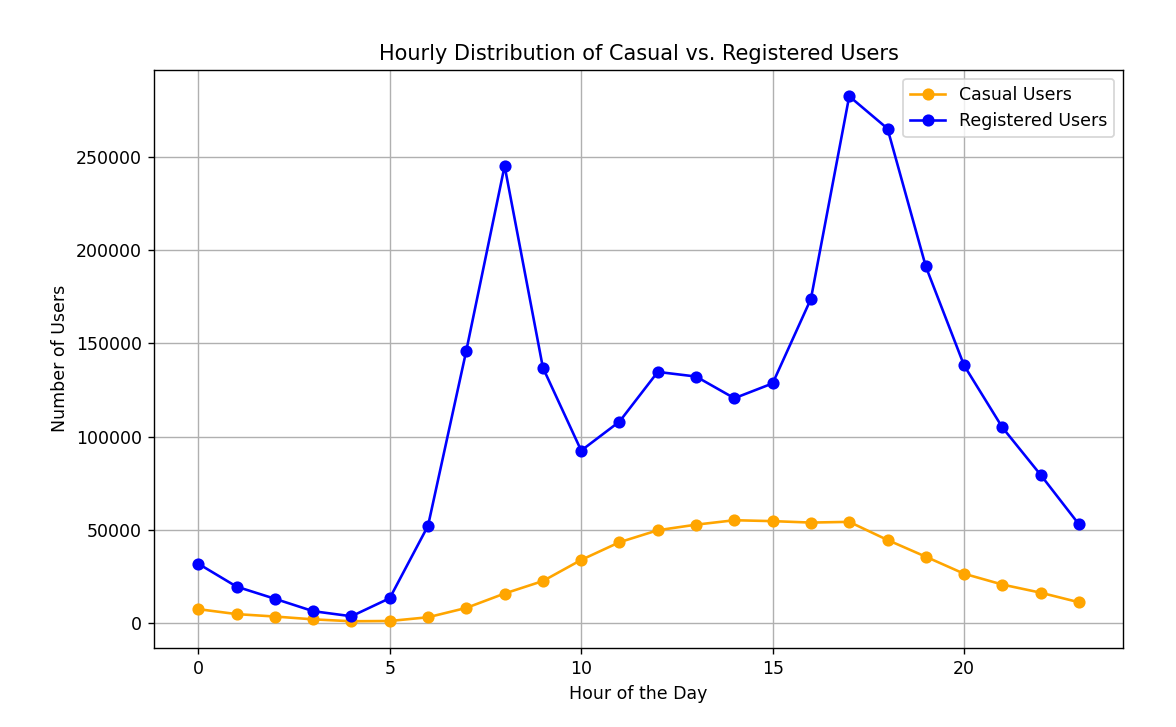 Hourly Distribution of Casual vs. Registered Users
Casual Users
Registered Users
Number of Users
250000
200000
150000
100000
50000
0
0 5 10 15 20
Hour of the Day